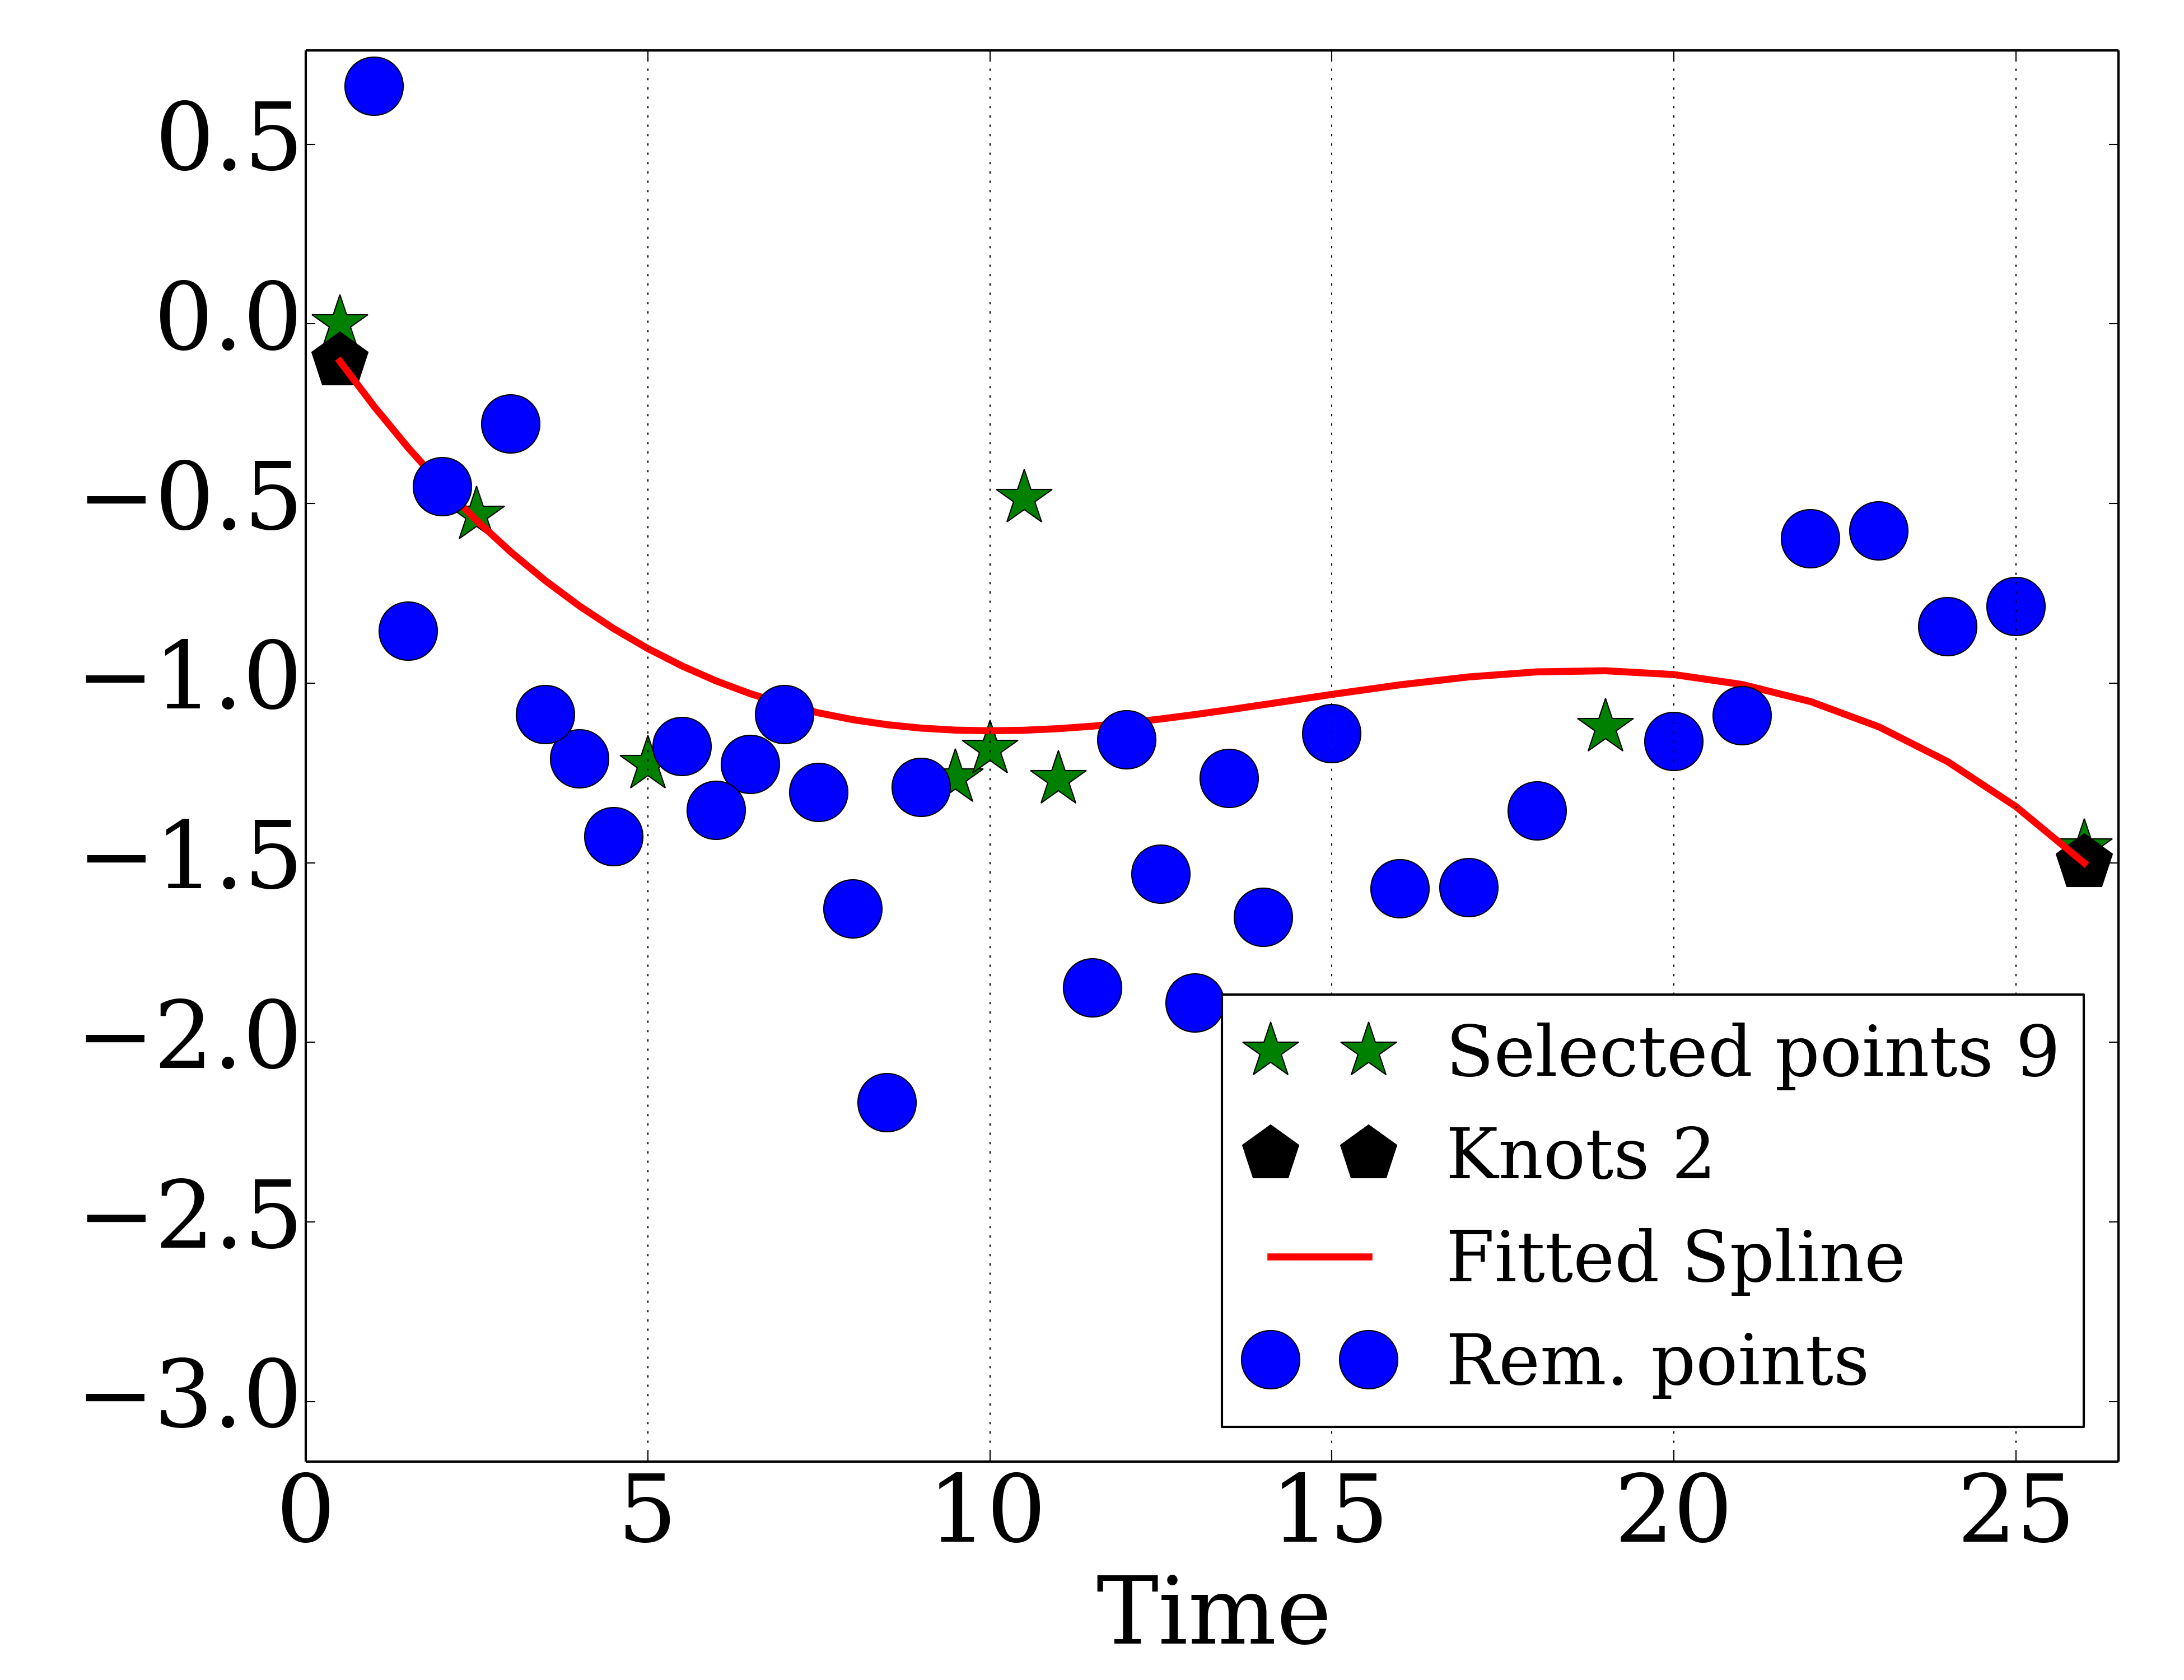 0.5
0.0
−0.5
−1.0
−1.5
−2.0
−2.5
−3.0
Selected points 9
Knots 2
Fitted Spline
Rem. points
0 5 10 15 20 25
Time